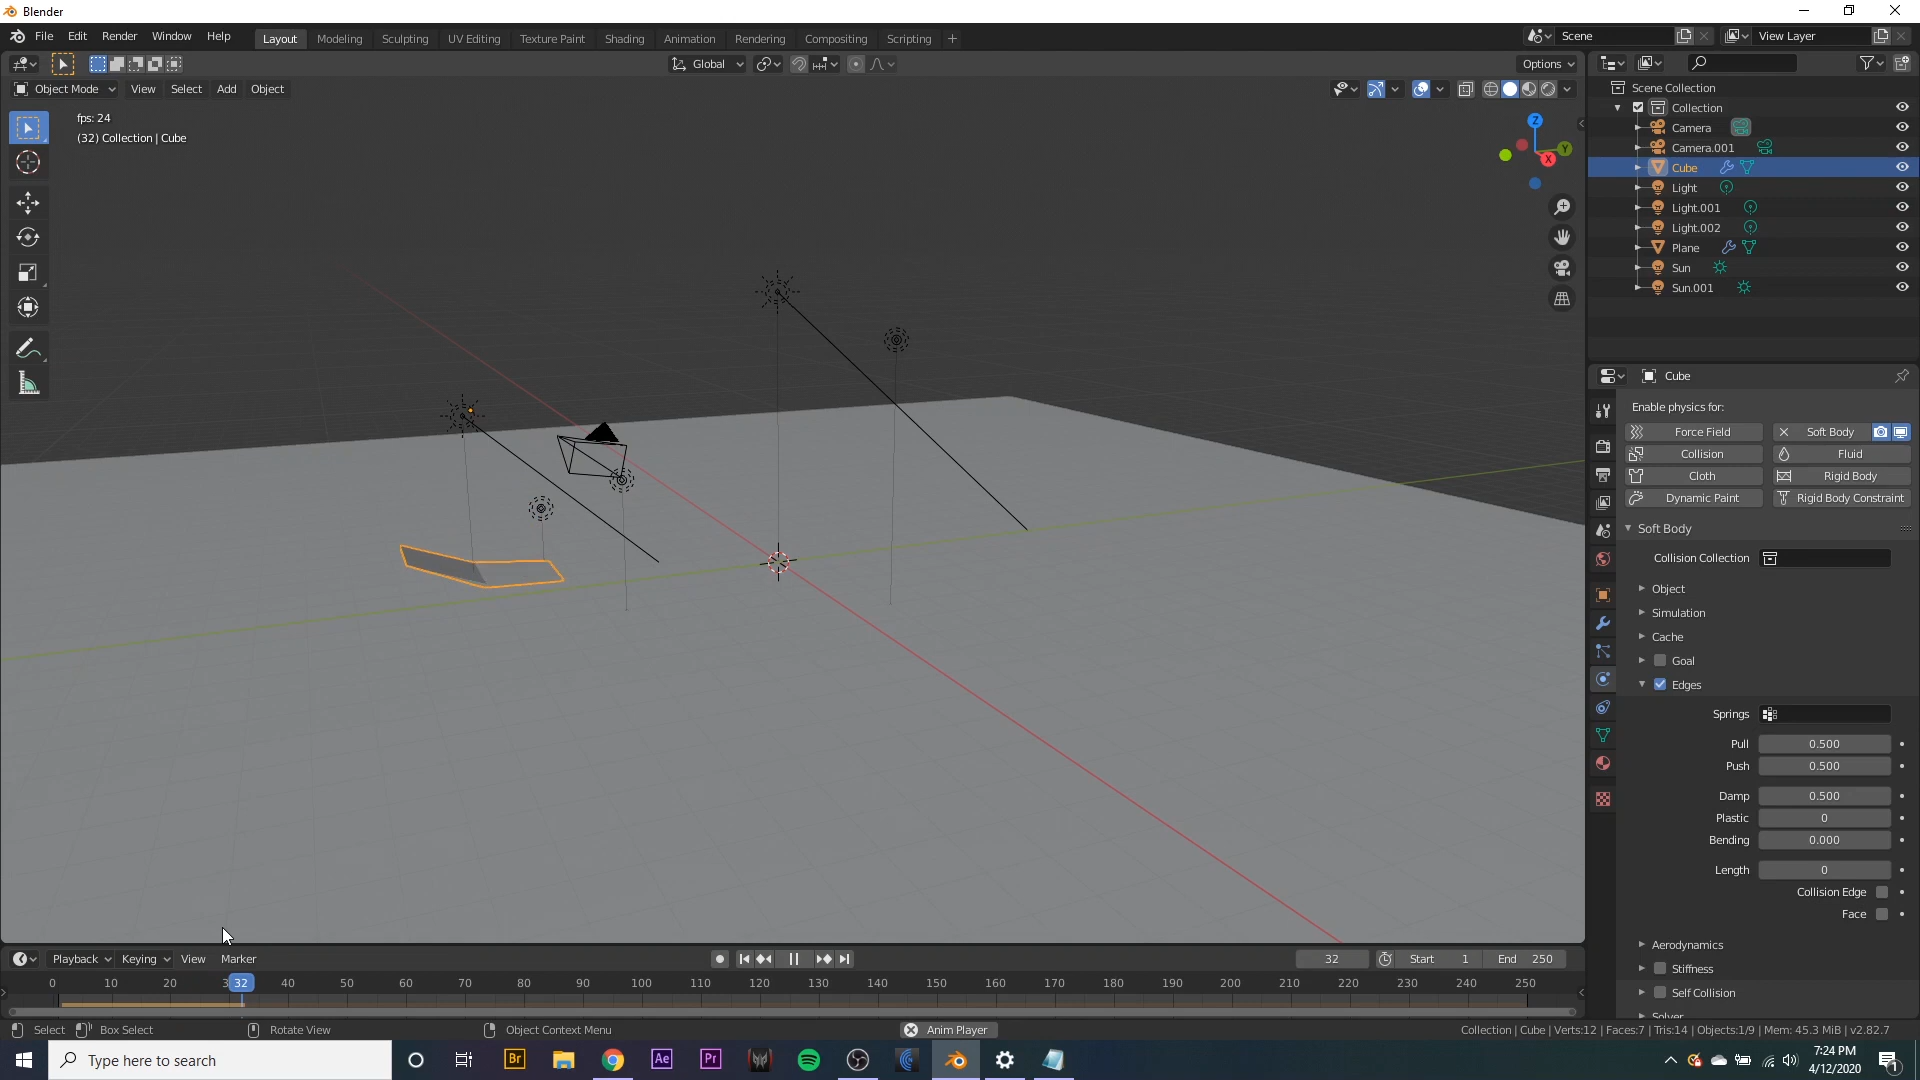 Blender
File Edit Render Window Help
Layout Modeling Sculpting UV Editing Texture Paint Shading Animation Rendering Compositing Scripting +
Scene
View Layer
Global
Options
Object Mode View Select Add Object
fps: 24
(32) Collection | Cube
Z
Y
X
Scene Collection
Collection
Camera
Camera.001
Cube
Light
Light.001
Light.002
Plane
Sun
Sun.001
Cube
Enable physics for:
Force Field
Soft Body
Collision
Fluid
Cloth
Rigid Body
Dynamic Paint
Rigid Body Constraint
Soft Body
Collision Collection
Object
Simulation
Cache
Goal
Edges
Springs
Pull 0.500
Push 0.500
Damp 0.500
Plastic 0
Bending 0.000
Length 0
Collision Edge
Face
Aerodynamics
Stiffness
Self Collision
Solver
Playback Keying View Marker
32
Start 1
End 250
0 10 20 3 32 40 50 60 70 80 90 100 110 120 130 140 150 160 170 180 190 200 210 220 230 240 250
Select Box Select Rotate View Object Context Menu
Anim Player
Collection | Cube | Verts:12 | Faces:7 | Tris:14 | Objects:1/9 | Mem: 45.3 MiB | v2.82.7
Type here to search
Br
Ae
Pr
7:24 PM
4/12/2020
1